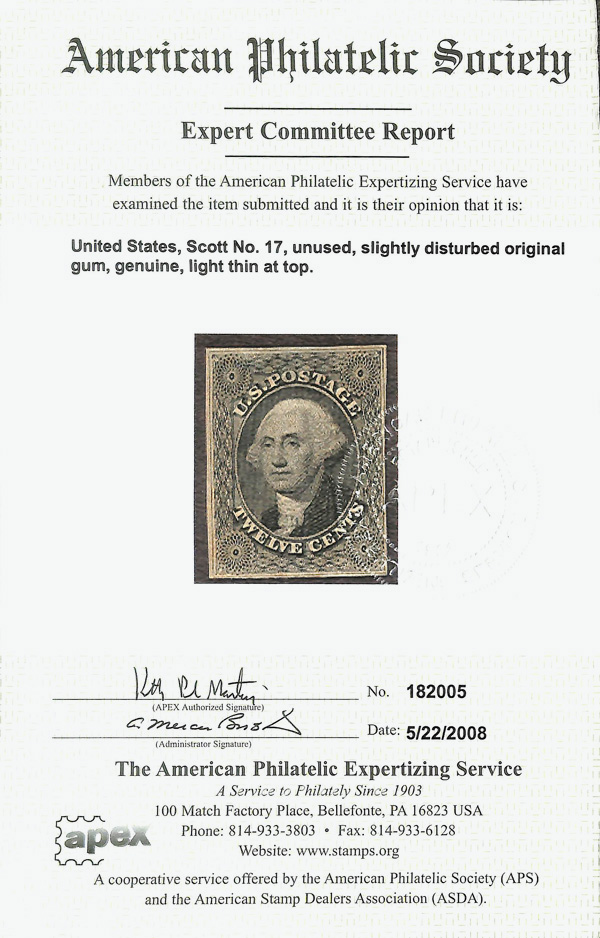 American Philatelic Society
Expert Committee Report
Members of the American Philatelic Expertizing Service have
examined the item submitted and it is their opinion that it is:
United States, Scott No. 17, unused, slightly disturbed original
gum, genuine, light thin at top.
U.S. POSTAGE
TWELVE CENTS
No. 182005
(APEX Authorized Signature)
Date: 5/22/2008
(Administrator Signature)
The American Philatelic Expertizing Service
A Service to Philately Since 1903
100 Match Factory Place, Bellefonte, PA 16823 USA
Phone: 814-933-3803 • Fax: 814-933-6128
Website: www.stamps.org
apex
A cooperative service offered by the American Philatelic Society (APS)
and the American Stamp Dealers Association (ASDA).